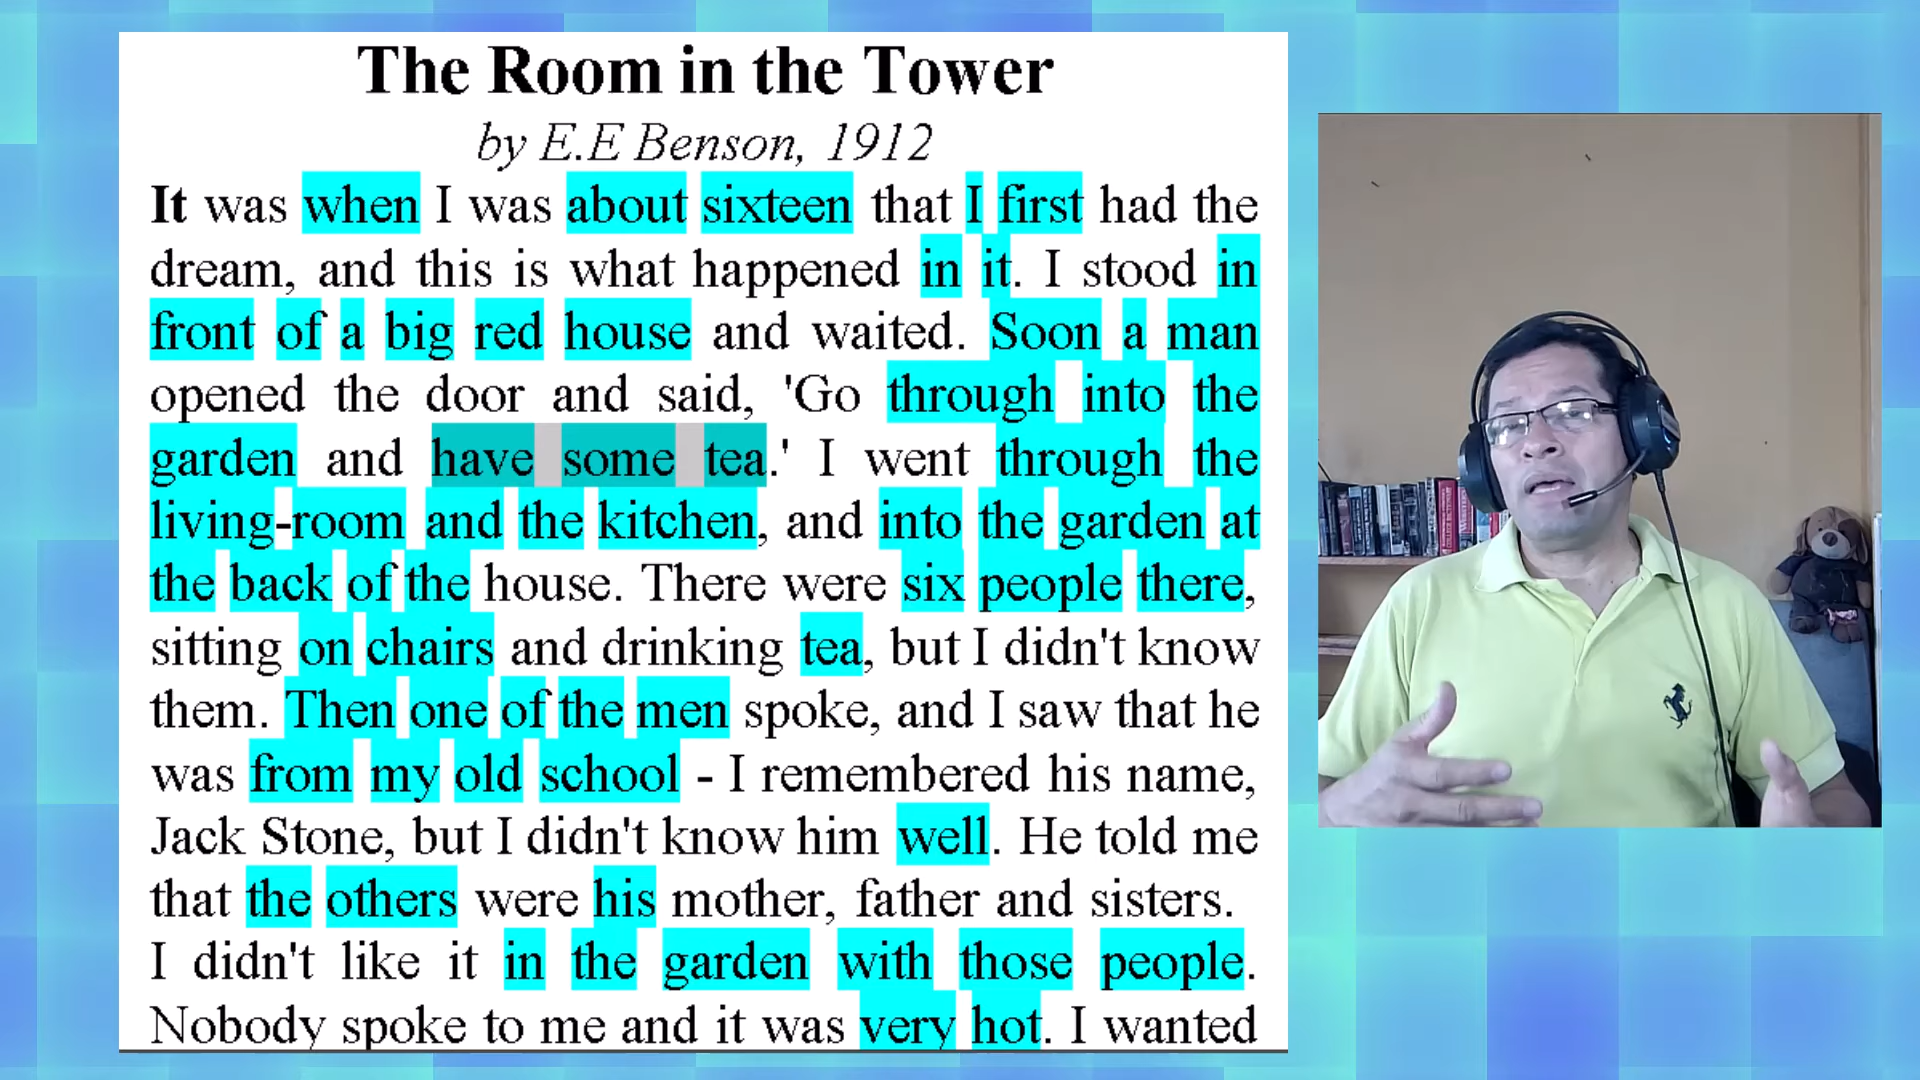 The Room in the Tower
by E.E Benson, 1912
It was when I was about sixteen that I first had the
dream, and this is what happened in it. I stood in
front of a big red house and waited. Soon a man
opened the door and said, 'Go through into the
garden and have some tea.' I went through the
living-room and the kitchen, and into the garden at
the back of the house. There were six people there,
sitting on chairs and drinking tea, but I didn't know
them. Then one of the men spoke, and I saw that he
was from my old school - I remembered his name,
Jack Stone, but I didn't know him well. He told me
that the others were his mother, father and sisters.
I didn't like it in the garden with those people.
Nobody spoke to me and it was very hot. I wanted